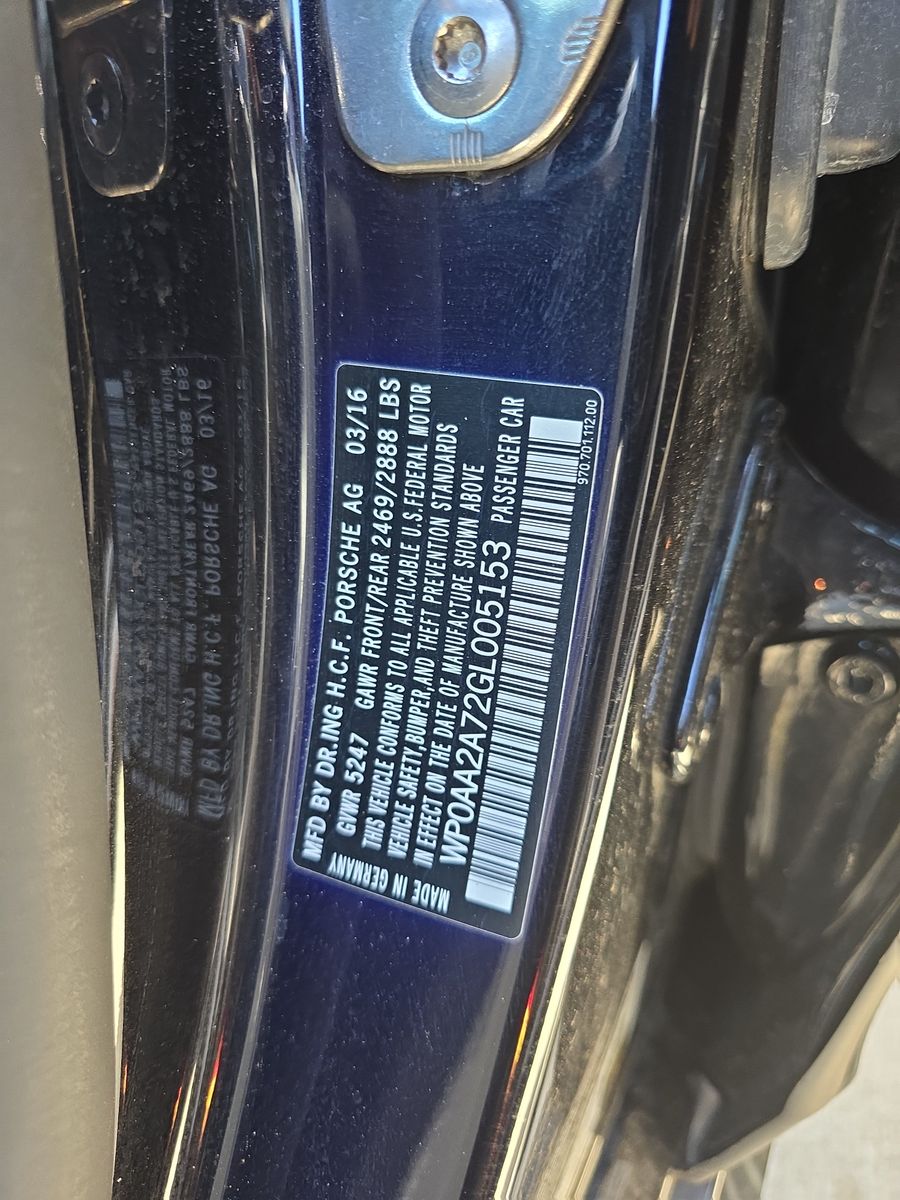 MFD BY DR.ING H.C.F. PORSCHE AG 03/16
GVWR 5247 GAWR FRONT/REAR 2469/2888 LBS
THIS VEHICLE CONFORMS TO ALL APPLICABLE U.S.FEDERAL MOTOR
VEHICLE SAFETY,BUMPER,AND THEFT PREVENTION STANDARDS
IN EFFECT ON THE DATE OF MANUFACTURE SHOWN ABOVE
WP0AA2A72GL005153 PASSENGER CAR
MADE IN GERMANY
970.701.112.00